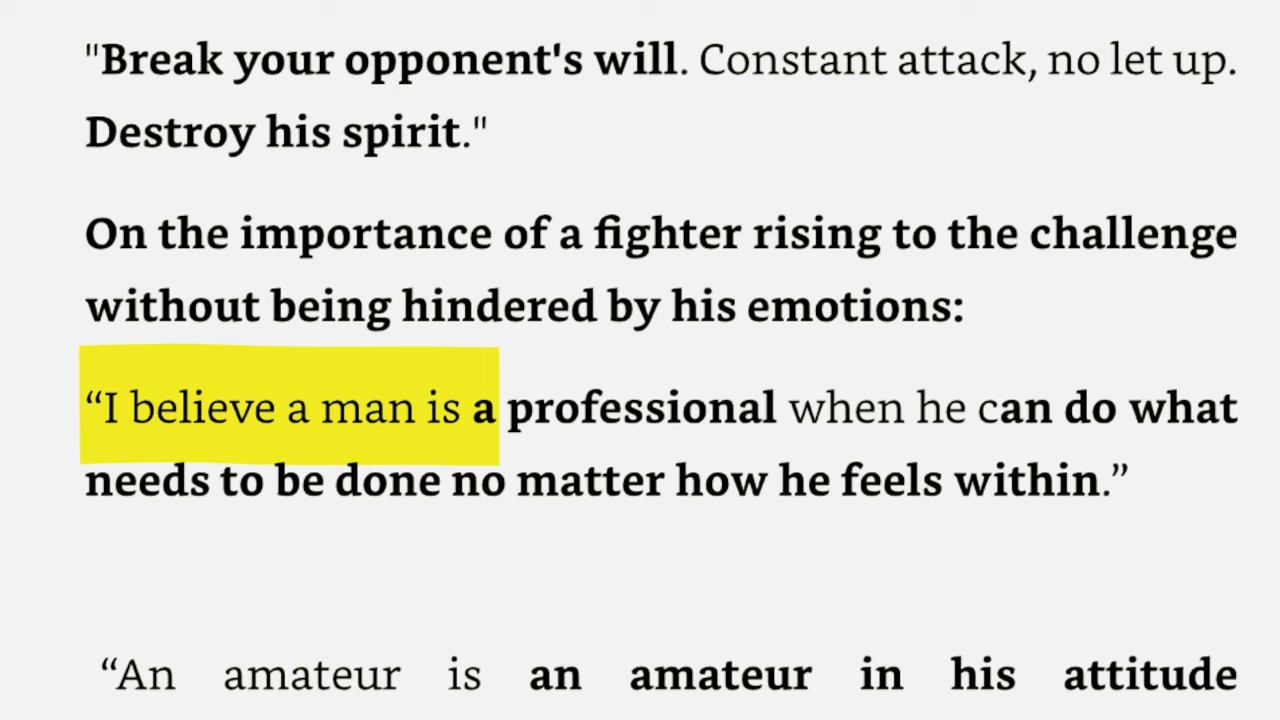 "Break your opponent's will. Constant attack, no let up.
Destroy his spirit."
On the importance of a fighter rising to the challenge
without being hindered by his emotions:
“I believe a man is a professional when he can do what
needs to be done no matter how he feels within.”
“An amateur is an amateur in his attitude